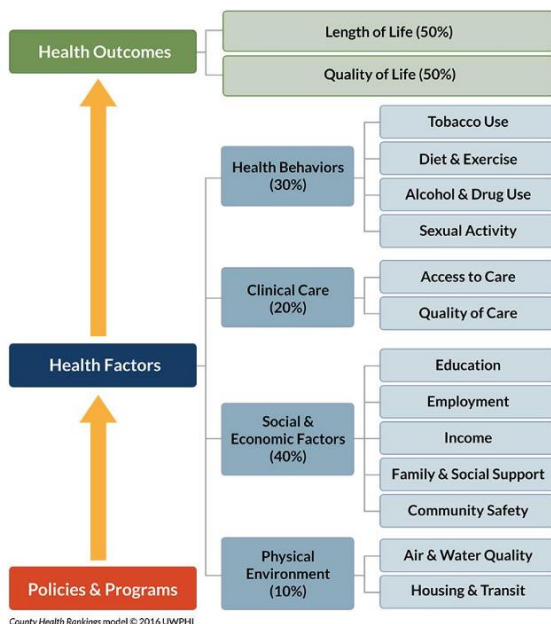 Health Outcomes
Length of Life (50%)
Quality of Life (50%)
Health Behaviors
(30%)
Tobacco Use
Diet & Exercise
Alcohol & Drug Use
Sexual Activity
Clinical Care
(20%)
Access to Care
Quality of Care
Health Factors
Social &
Economic Factors
(40%)
Education
Employment
Income
Family & Social Support
Community Safety
Physical
Environment
(10%)
Air & Water Quality
Housing & Transit
Policies & Programs
County Health Rankings model © 2016 UWPHI